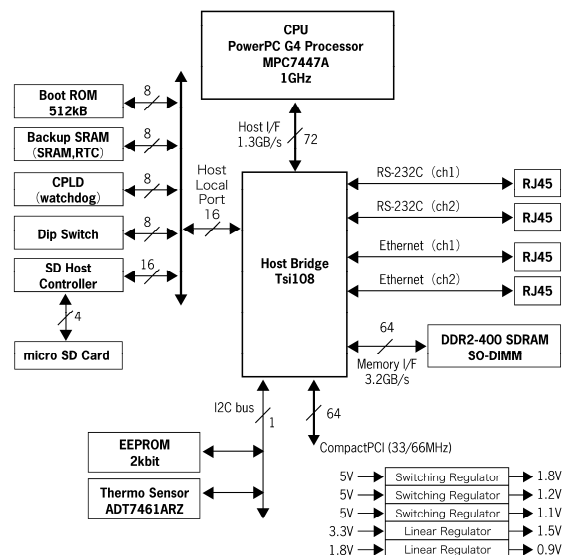 CPU
PowerPC G4 Processor
MPC7447A
1GHz
Boot ROM
512kB
8
Backup SRAM
(SRAM,RTC)
8
CPLD
(watchdog)
8
Dip Switch
8
SD Host
Controller
16
4
micro SD Card
Host I/F
1.3GB/s
72
Host
Local
Port
16
Host Bridge
Tsi108
RS-232C (ch1)
RJ45
RS-232C (ch2)
RJ45
Ethernet (ch1)
RJ45
Ethernet (ch2)
RJ45
64
Memory I/F
3.2GB/s
DDR2-400 SDRAM
SO-DIMM
I2C bus
1
64
CompactPCI (33/66MHz)
EEPROM
2kbit
Thermo Sensor
ADT7461ARZ
5V Switching Regulator 1.8V
5V Switching Regulator 1.2V
5V Switching Regulator 1.1V
3.3V Linear Regulator 1.5V
1.8V Linear Regulator 0.9V